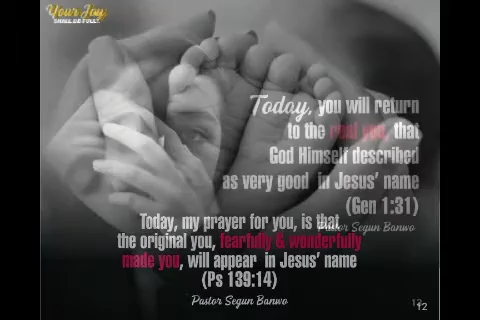 Your Joy
SHALL BE FULL
Today, you will return
to the real you, that
God Himself described
as very good in Jesus’ name
(Gen 1:31)
Pastor Segun Banwo
Today, my prayer for you, is that
the original you, fearfully & wonderfully
made you, will appear in Jesus’ name
(Ps 139:14)
Pastor Segun Banwo
12